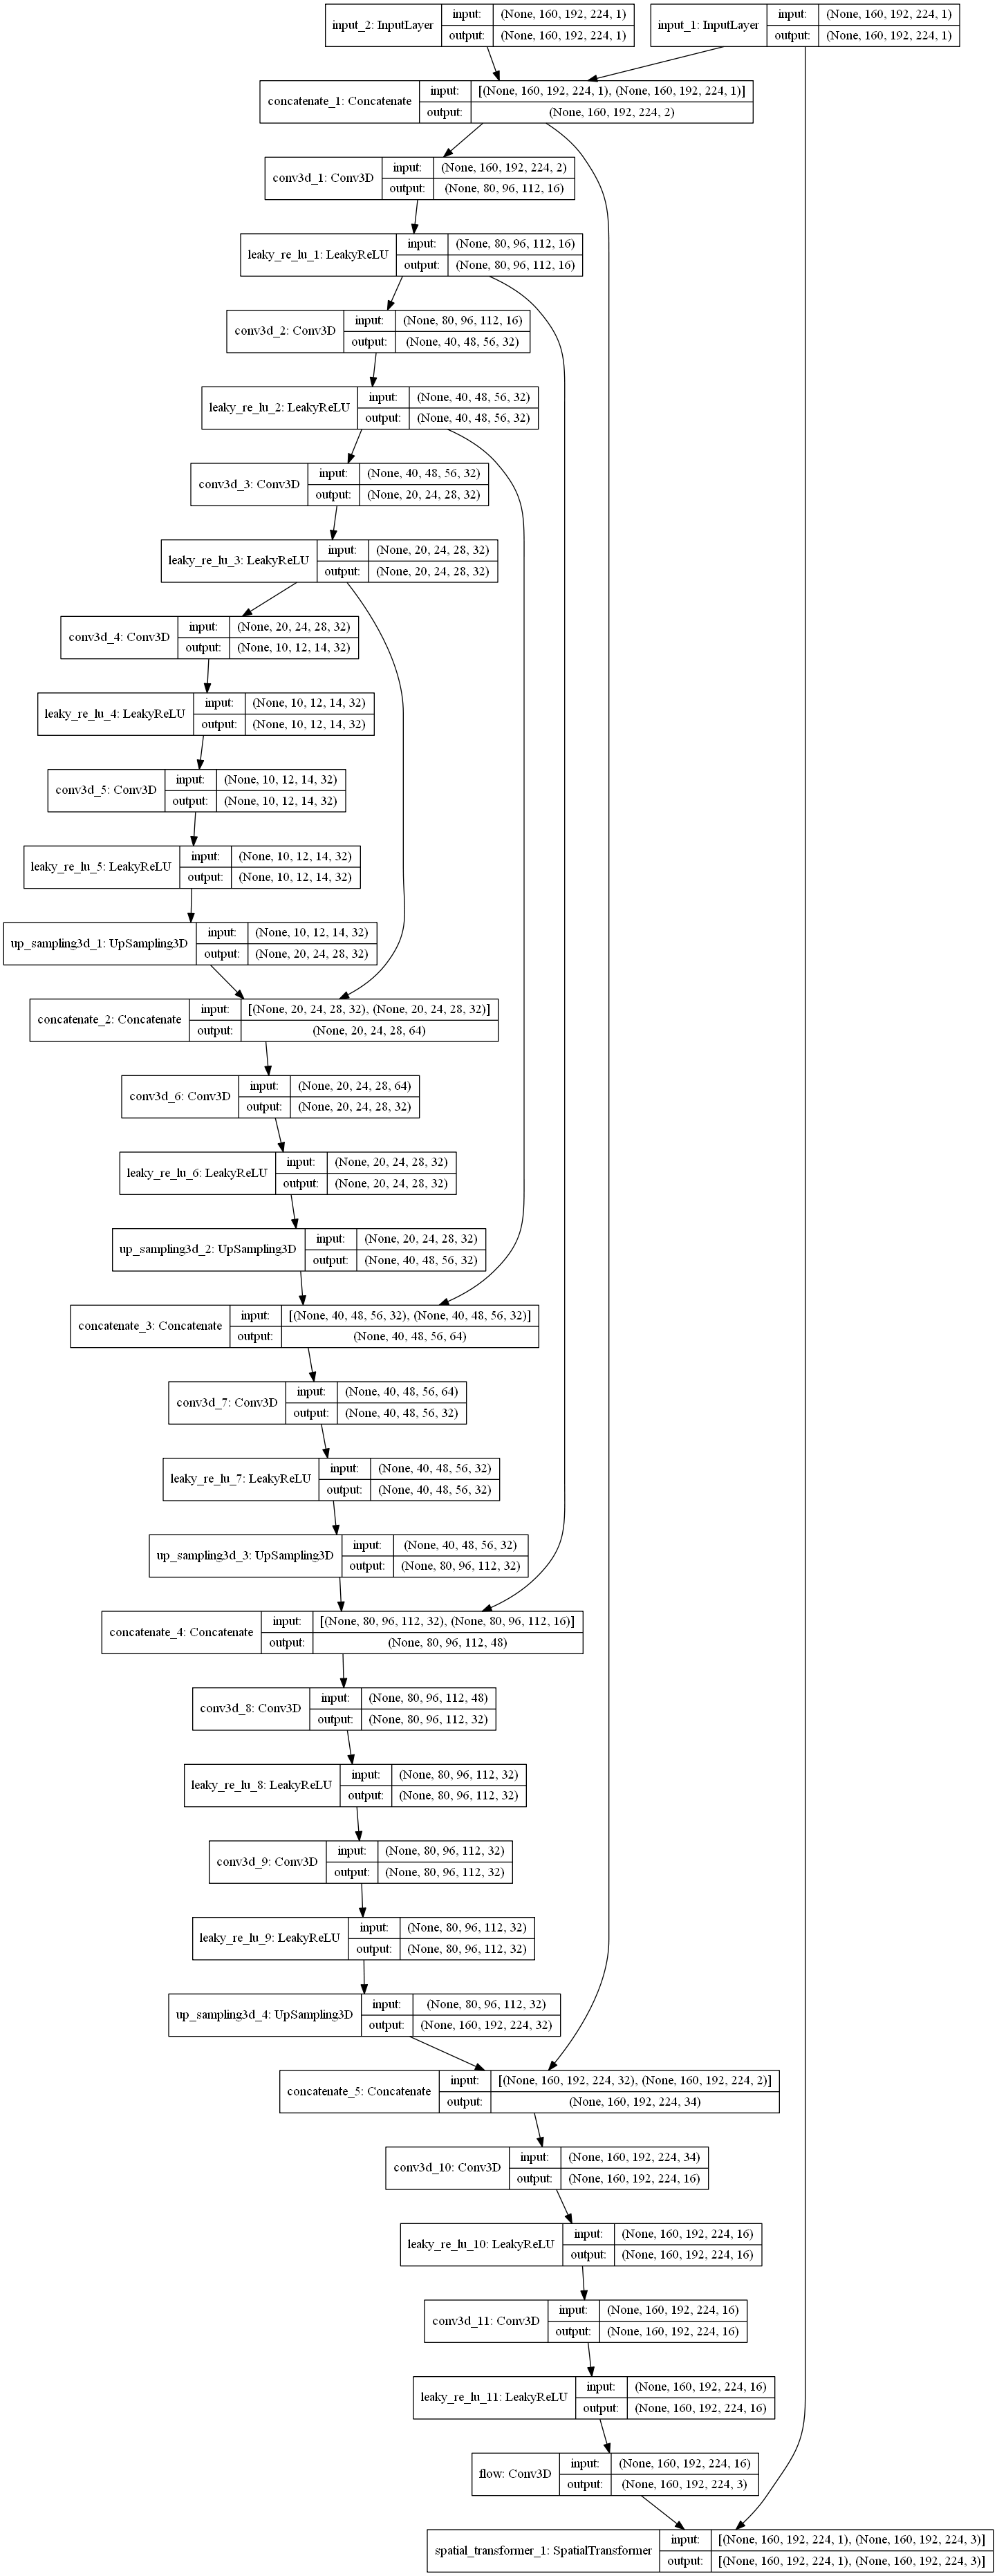 input_2: InputLayer input: (None, 160, 192, 224, 1)
output: (None, 160, 192, 224, 1)
input_1: InputLayer input: (None, 160, 192, 224, 1)
output: (None, 160, 192, 224, 1)
concatenate_1: Concatenate input: [(None, 160, 192, 224, 1), (None, 160, 192, 224, 1)]
output: (None, 160, 192, 224, 2)
conv3d_1: Conv3D input: (None, 160, 192, 224, 2)
output: (None, 80, 96, 112, 16)
leaky_re_lu_1: LeakyReLU input: (None, 80, 96, 112, 16)
output: (None, 80, 96, 112, 16)
conv3d_2: Conv3D input: (None, 80, 96, 112, 16)
output: (None, 40, 48, 56, 32)
leaky_re_lu_2: LeakyReLU input: (None, 40, 48, 56, 32)
output: (None, 40, 48, 56, 32)
conv3d_3: Conv3D input: (None, 40, 48, 56, 32)
output: (None, 20, 24, 28, 32)
leaky_re_lu_3: LeakyReLU input: (None, 20, 24, 28, 32)
output: (None, 20, 24, 28, 32)
conv3d_4: Conv3D input: (None, 20, 24, 28, 32)
output: (None, 10, 12, 14, 32)
leaky_re_lu_4: LeakyReLU input: (None, 10, 12, 14, 32)
output: (None, 10, 12, 14, 32)
conv3d_5: Conv3D input: (None, 10, 12, 14, 32)
output: (None, 10, 12, 14, 32)
leaky_re_lu_5: LeakyReLU input: (None, 10, 12, 14, 32)
output: (None, 10, 12, 14, 32)
up_sampling3d_1: UpSampling3D input: (None, 10, 12, 14, 32)
output: (None, 20, 24, 28, 32)
concatenate_2: Concatenate input: [(None, 20, 24, 28, 32), (None, 20, 24, 28, 32)]
output: (None, 20, 24, 28, 64)
conv3d_6: Conv3D input: (None, 20, 24, 28, 64)
output: (None, 20, 24, 28, 32)
leaky_re_lu_6: LeakyReLU input: (None, 20, 24, 28, 32)
output: (None, 20, 24, 28, 32)
up_sampling3d_2: UpSampling3D input: (None, 20, 24, 28, 32)
output: (None, 40, 48, 56, 32)
concatenate_3: Concatenate input: [(None, 40, 48, 56, 32), (None, 40, 48, 56, 32)]
output: (None, 40, 48, 56, 64)
conv3d_7: Conv3D input: (None, 40, 48, 56, 64)
output: (None, 40, 48, 56, 32)
leaky_re_lu_7: LeakyReLU input: (None, 40, 48, 56, 32)
output: (None, 40, 48, 56, 32)
up_sampling3d_3: UpSampling3D input: (None, 40, 48, 56, 32)
output: (None, 80, 96, 112, 32)
concatenate_4: Concatenate input: [(None, 80, 96, 112, 32), (None, 80, 96, 112, 16)]
output: (None, 80, 96, 112, 48)
conv3d_8: Conv3D input: (None, 80, 96, 112, 48)
output: (None, 80, 96, 112, 32)
leaky_re_lu_8: LeakyReLU input: (None, 80, 96, 112, 32)
output: (None, 80, 96, 112, 32)
conv3d_9: Conv3D input: (None, 80, 96, 112, 32)
output: (None, 80, 96, 112, 32)
leaky_re_lu_9: LeakyReLU input: (None, 80, 96, 112, 32)
output: (None, 80, 96, 112, 32)
up_sampling3d_4: UpSampling3D input: (None, 80, 96, 112, 32)
output: (None, 160, 192, 224, 32)
concatenate_5: Concatenate input: [(None, 160, 192, 224, 32), (None, 160, 192, 224, 2)]
output: (None, 160, 192, 224, 34)
conv3d_10: Conv3D input: (None, 160, 192, 224, 34)
output: (None, 160, 192, 224, 16)
leaky_re_lu_10: LeakyReLU input: (None, 160, 192, 224, 16)
output: (None, 160, 192, 224, 16)
conv3d_11: Conv3D input: (None, 160, 192, 224, 16)
output: (None, 160, 192, 224, 16)
leaky_re_lu_11: LeakyReLU input: (None, 160, 192, 224, 16)
output: (None, 160, 192, 224, 16)
flow: Conv3D input: (None, 160, 192, 224, 16)
output: (None, 160, 192, 224, 3)
spatial_transformer_1: SpatialTransformer input: [(None, 160, 192, 224, 1), (None, 160, 192, 224, 3)]
output: [(None, 160, 192, 224, 1), (None, 160, 192, 224, 3)]